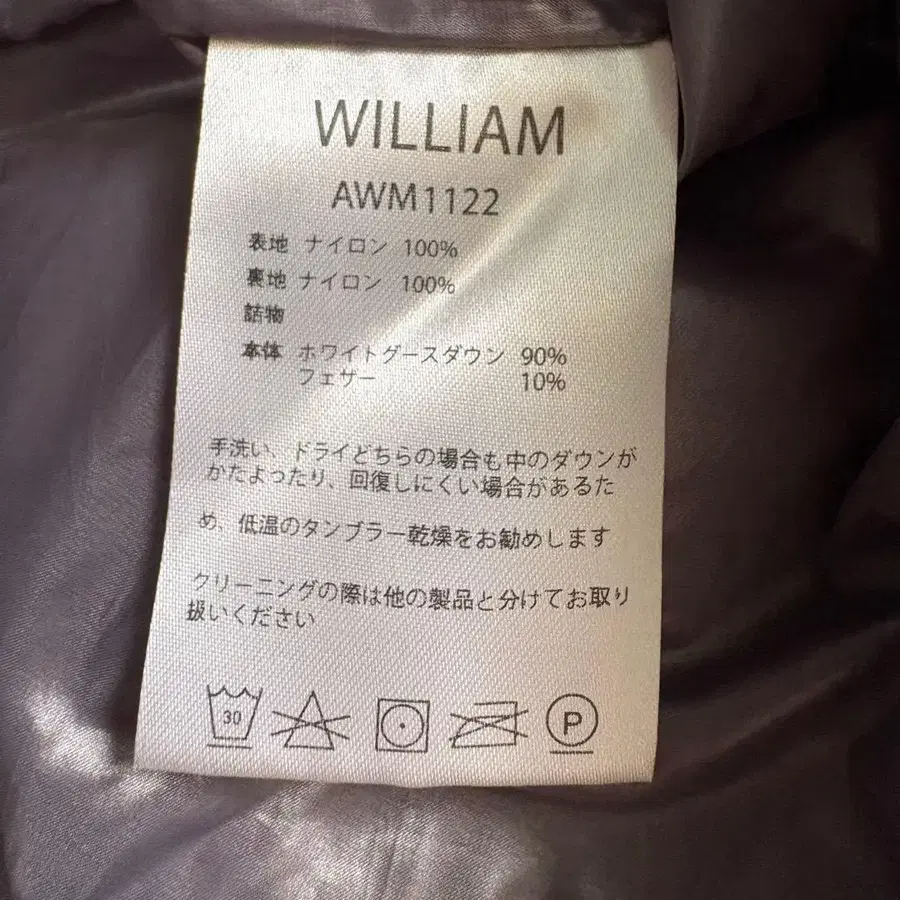 WILLIAM
AWM1122
表地 ナイロン 100%
裏地 ナイロン 100%
詰物
本体 ホワイトグースダウン 90%
フェザー 10%
手洗い、ドライどちらの場合も中のダウンが
かたよったり、回復しにくい場合があるた
め、低温のタンブラー乾燥をお勧めします
クリーニングの際は他の製品と分けてお取り
扱いください
30
P